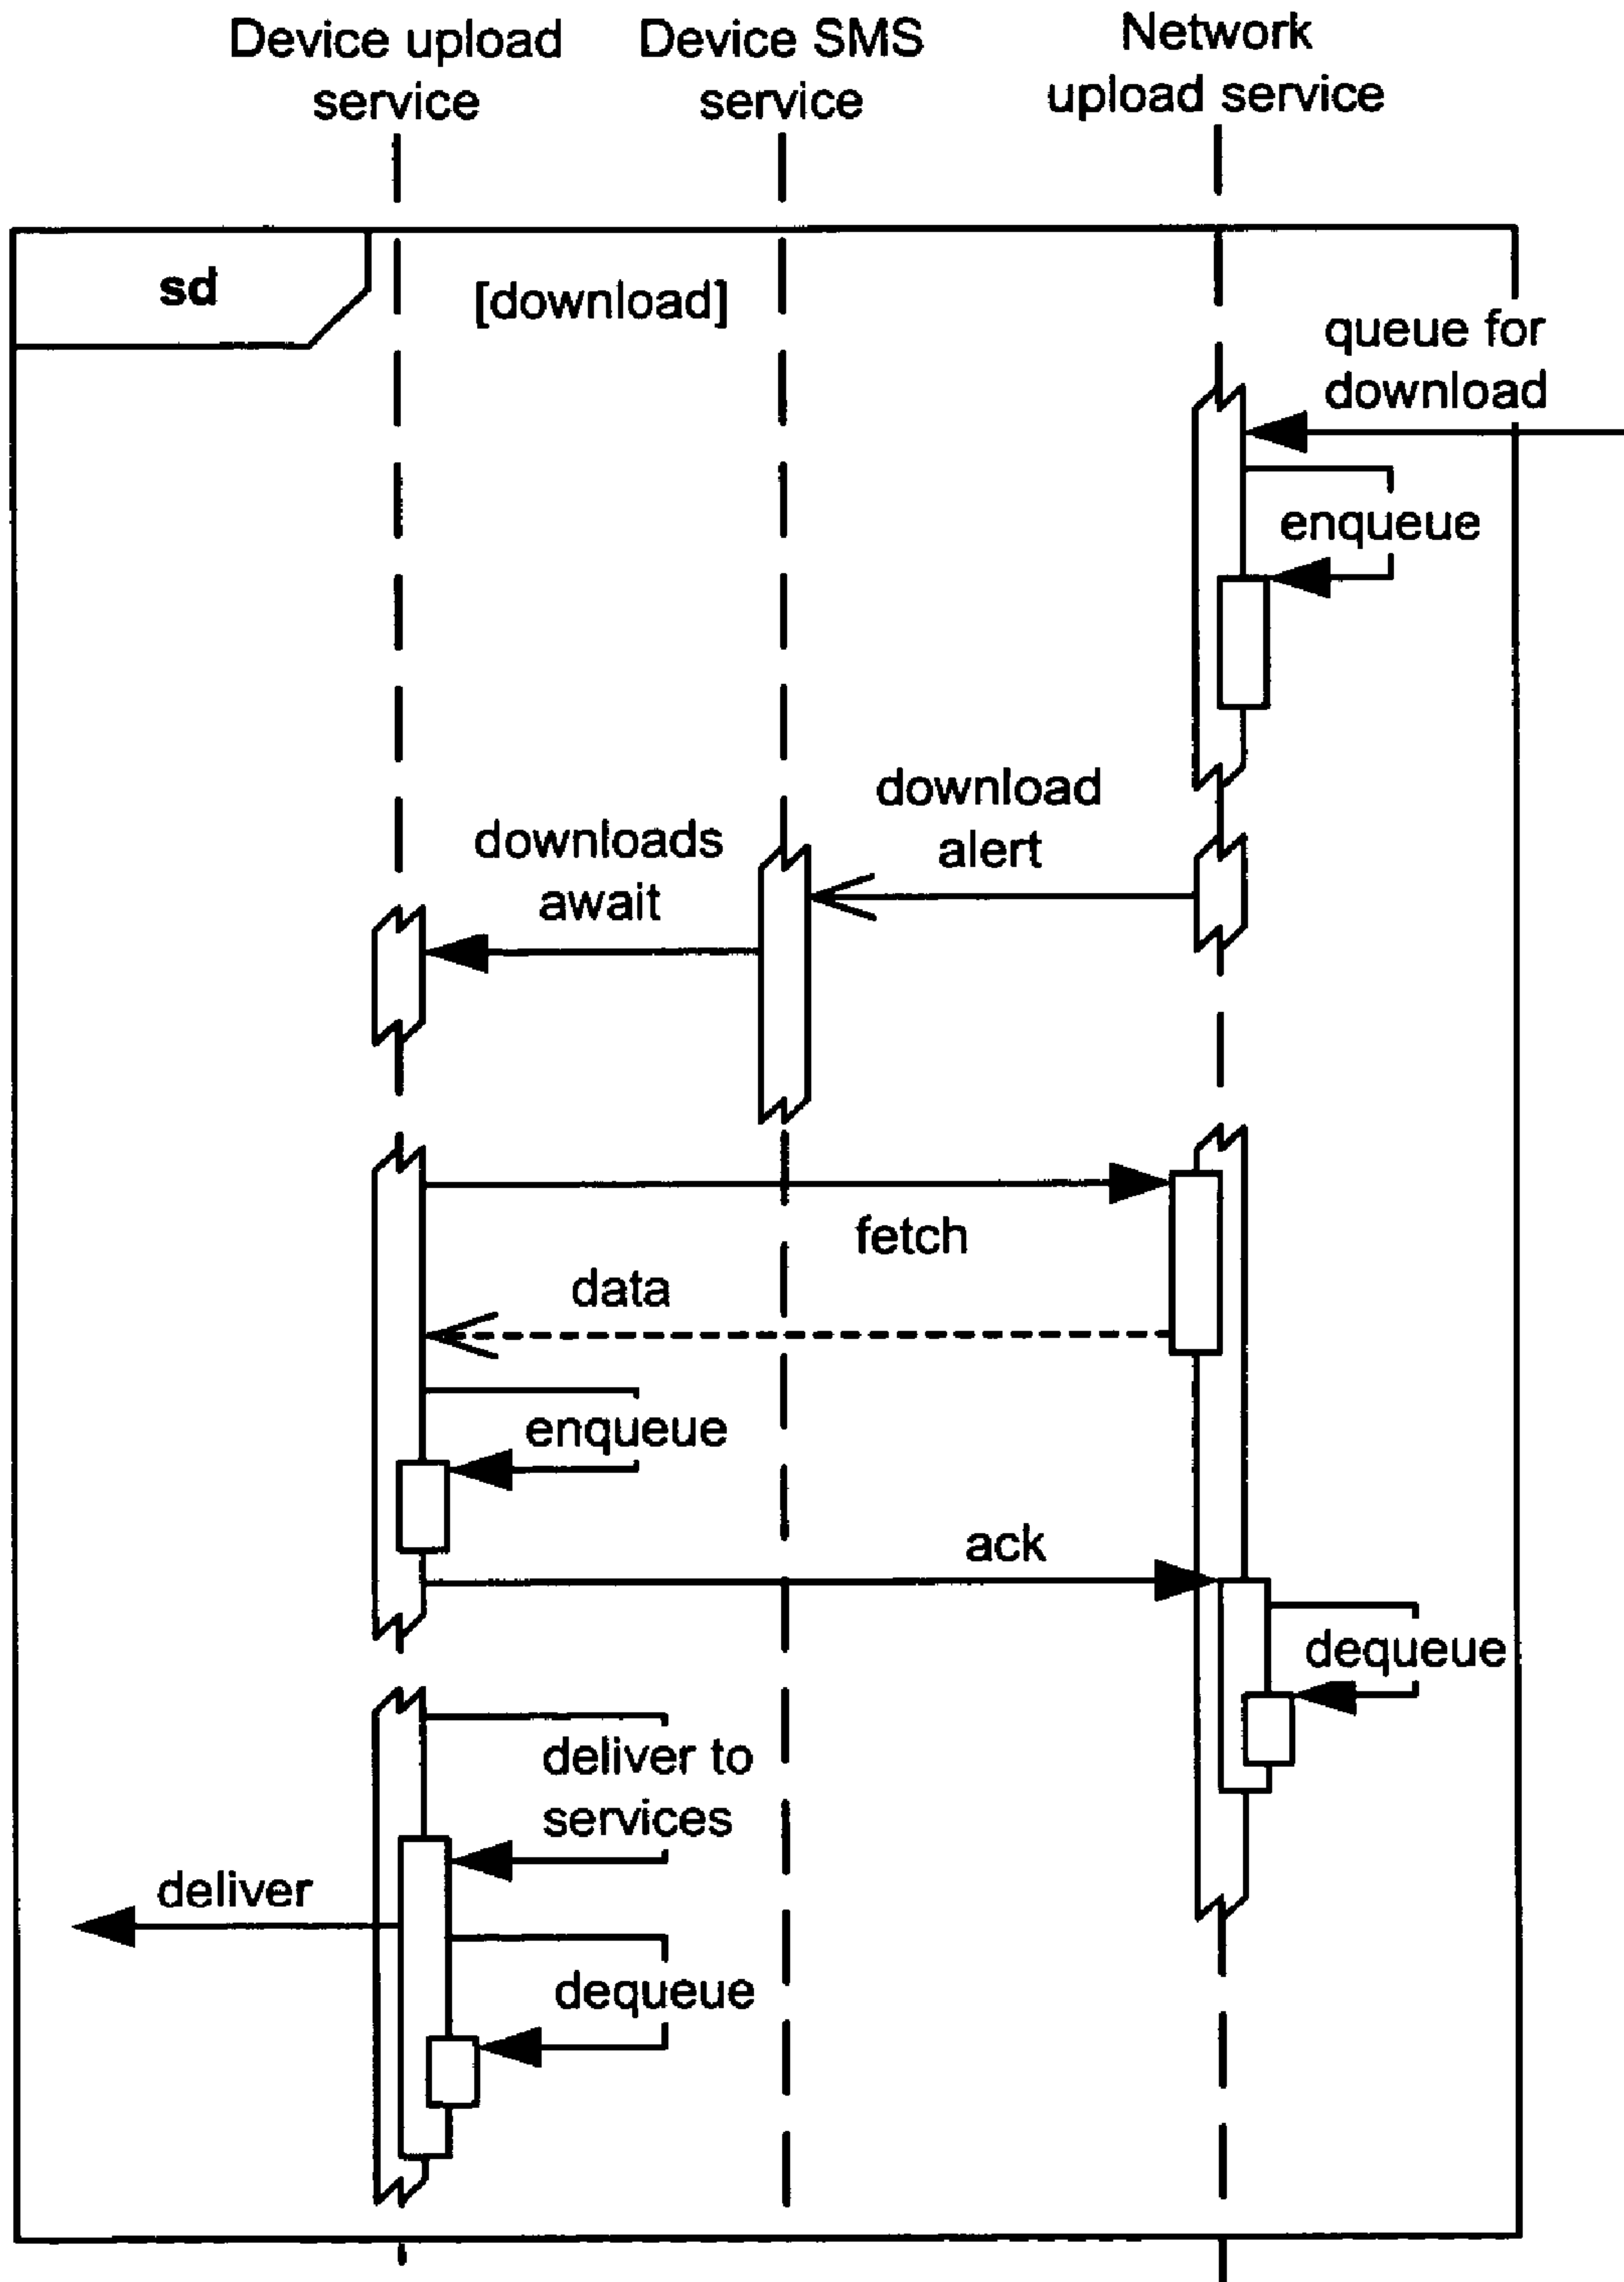 Device upload
service
Device SMS
service
Network
upload service
sd
[download]
queue for
download
enqueue
download
alert
downloads
await
fetch
data
enqueue
ack
dequeue
deliver to
services
deliver
dequeue